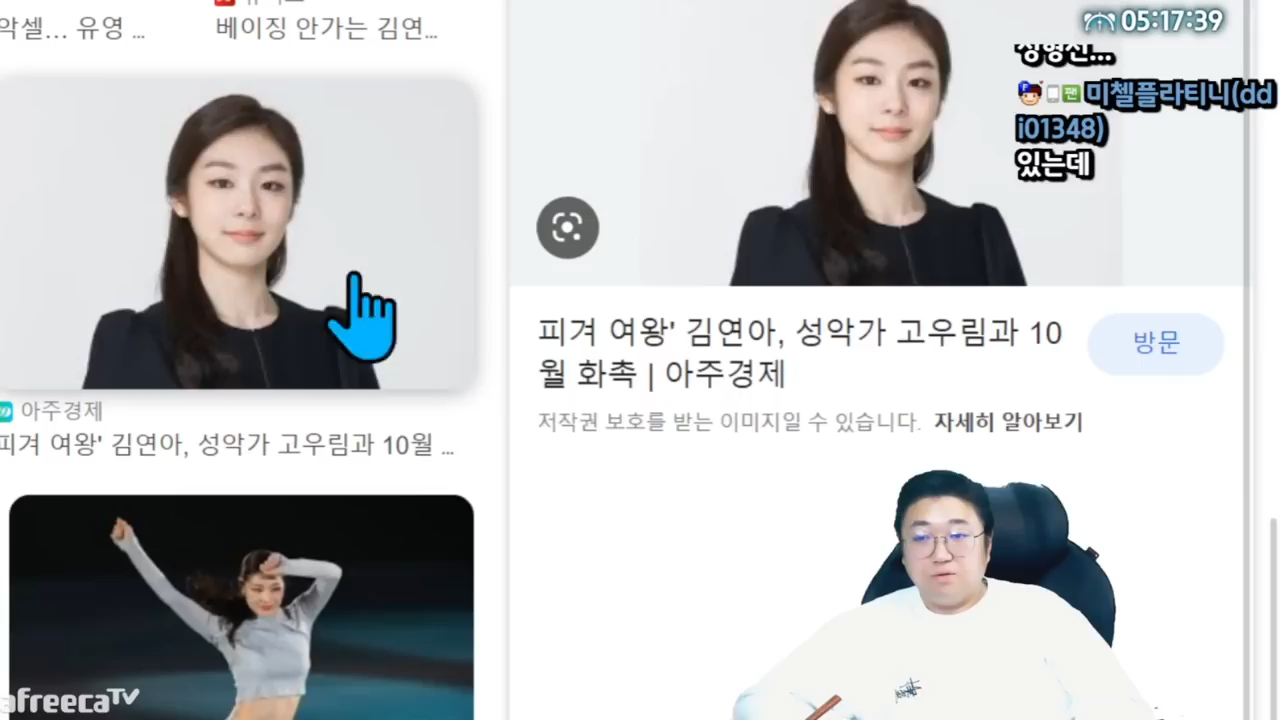 악셀... 유영 ...
베이징 안가는 김연...
아주경제
피겨 여왕' 김연아, 성악가 고우림과 10월 ...
피겨 여왕' 김연아, 성악가 고우림과 10
월 화촉 | 아주경제
방문
저작권 보호를 받는 이미지일 수 있습니다. 자세히 알아보기
05:17:39
팬 미첼플라티니(dd
i01348)
있는데
afreecaTV